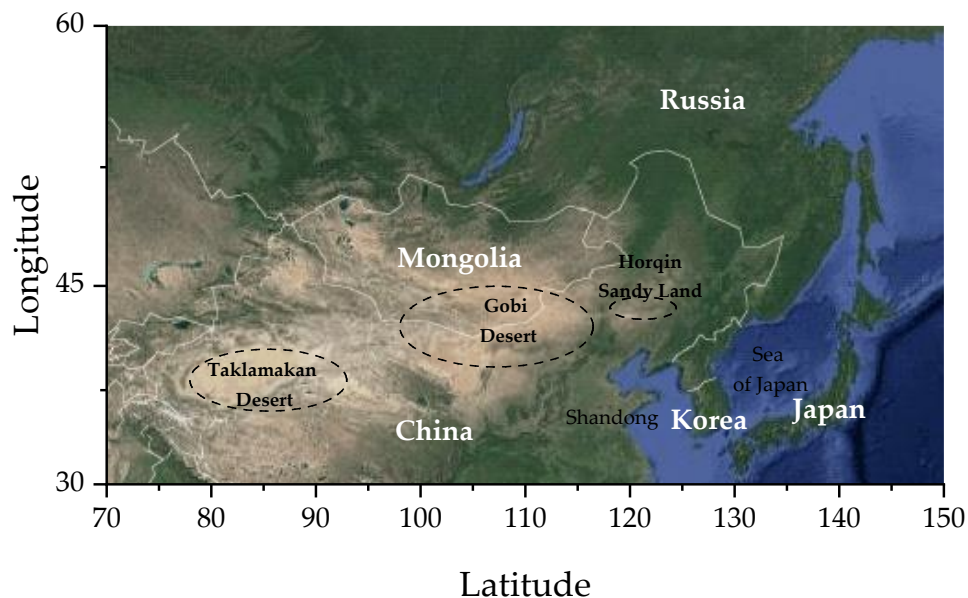 60
Russia
Mongolia
Horqin
Sandy Land
Longitude
45
Gobi
Desert
Taklamakan
Desert
Sea
of Japan
Shandong
Korea
Japan
China
30
70
80
90
100
110
120
130
140
150
Latitude